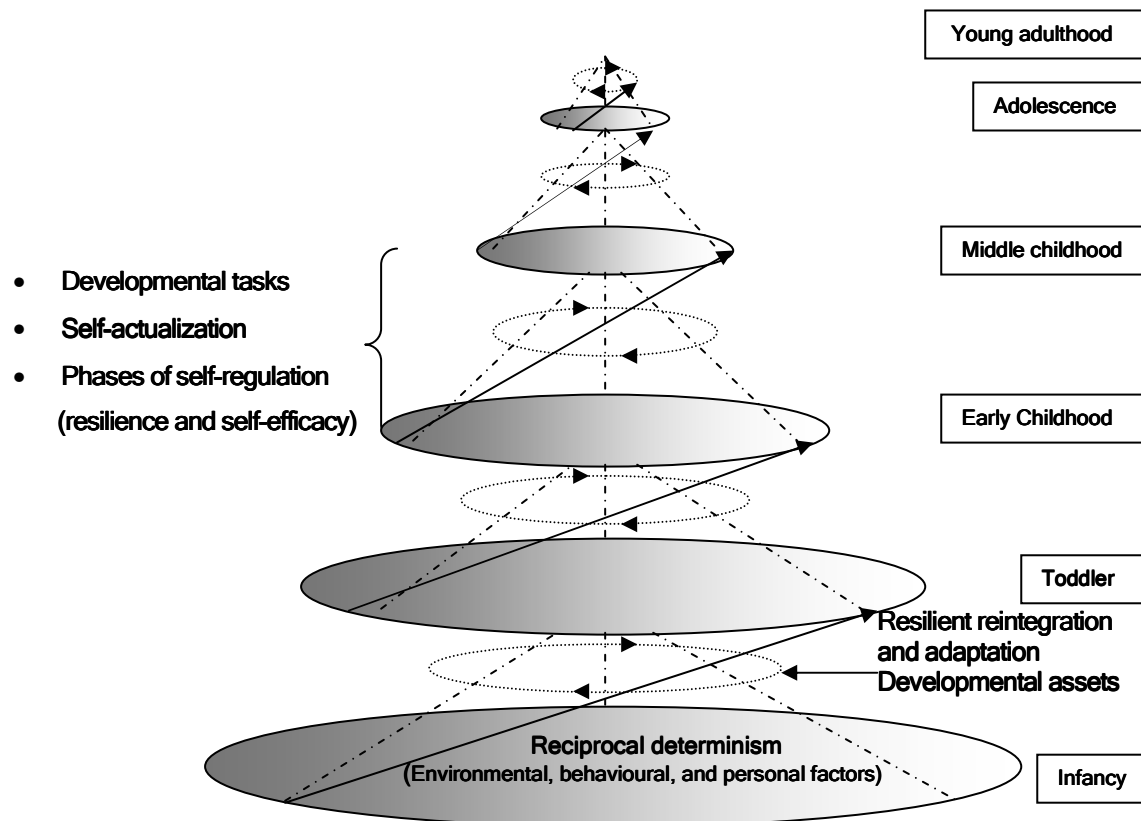 Young adulthood
Adolescence
Middle childhood
• Developmental tasks
• Self-actualization
• Phases of self-regulation
(resilience and self-efficacy)
Early Childhood
Toddler
Resilient reintegration
and adaptation
Developmental assets
Reciprocal determinism
(Environmental, behavioural, and personal factors)
Infancy